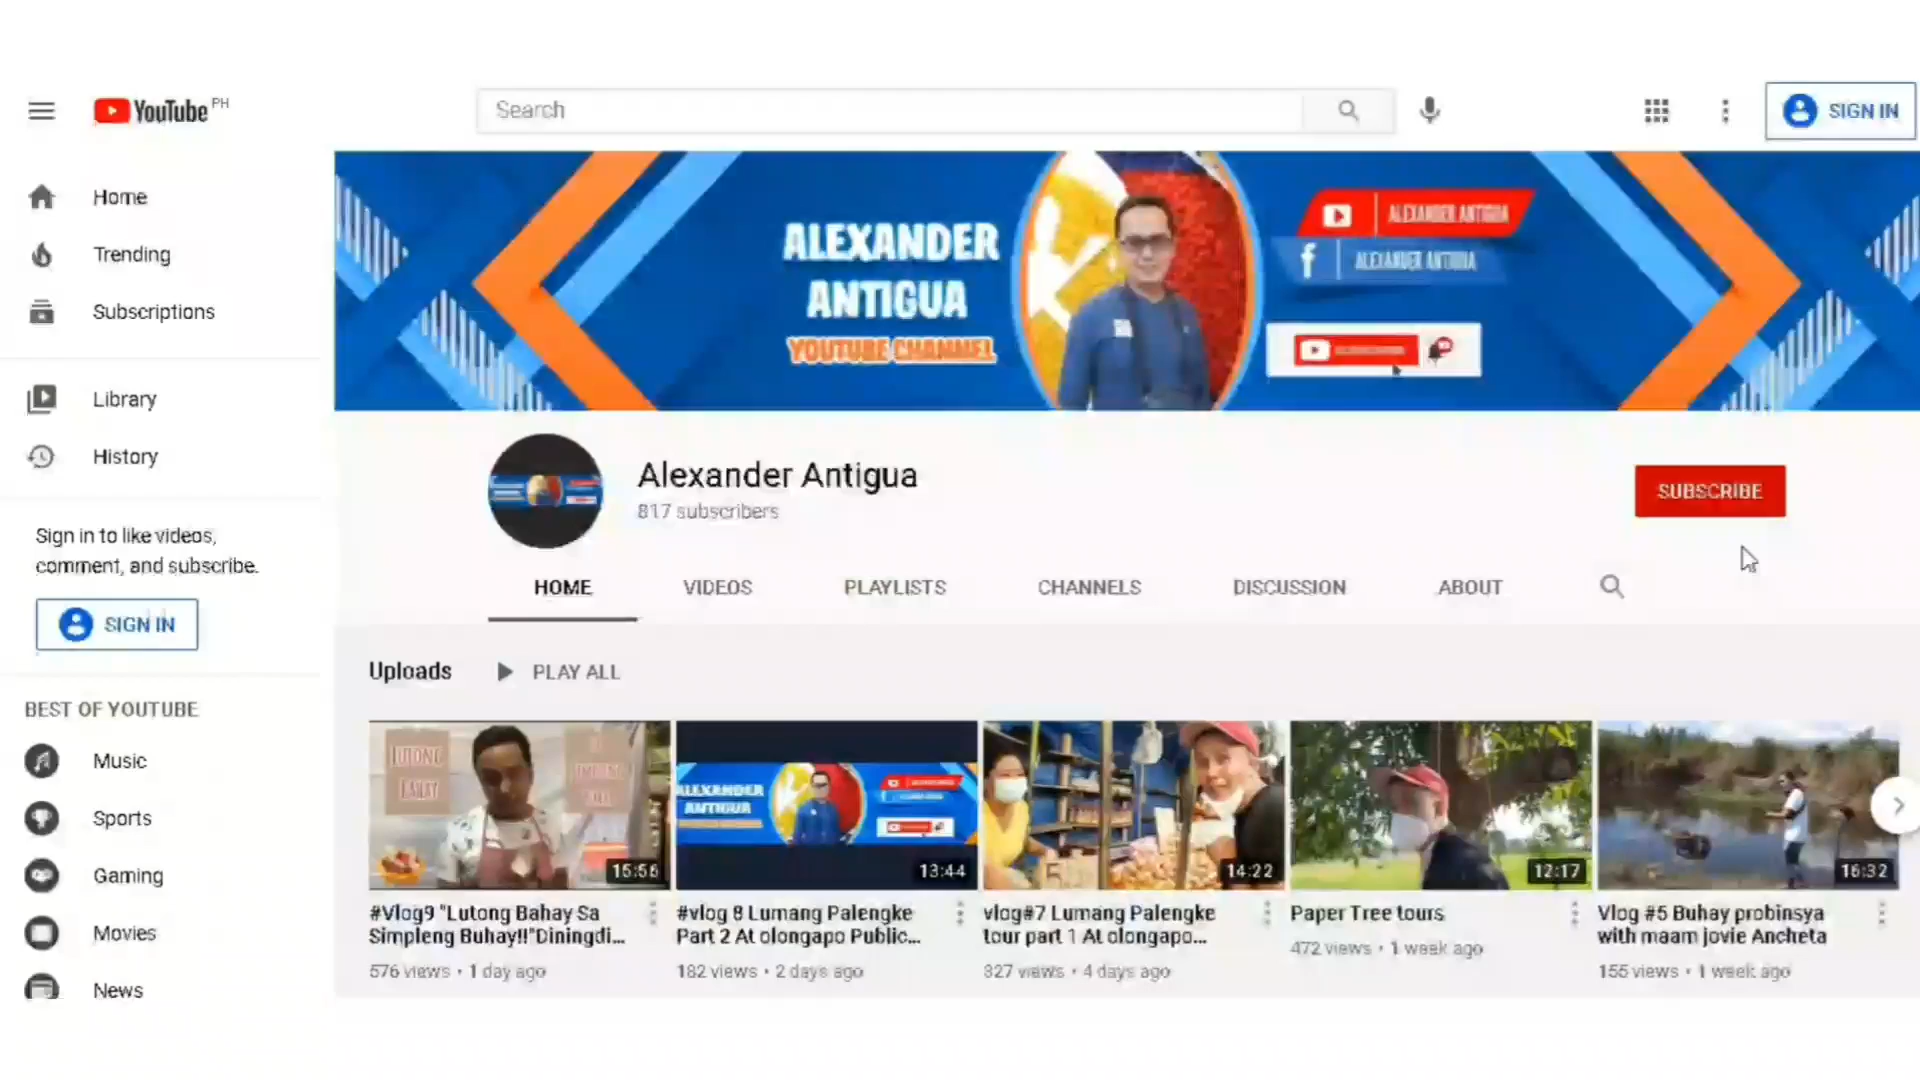 YouTube PH
Search
SIGN IN
Home
Trending
Subscriptions
Library
History
Sign in to like videos,
comment, and subscribe.
SIGN IN
BEST OF YOUTUBE
Music
Sports
Gaming
Movies
News
ALEXANDER
ANTIGUA
YOUTUBE CHANNEL
ALEXANDER ANTIGUA
ALEXANDER ANTIGUA
Alexander Antigua
817 subscribers
SUBSCRIBE
HOME VIDEOS PLAYLISTS CHANNELS DISCUSSION ABOUT
Uploads PLAY ALL
LUTONG
BAHAY
15:56
ALEXANDER
ANTIGUA
13:44
14:22
12:17
16:32
#Vlog9 "Lutong Bahay Sa
Simpleng Buhay!!"Diningdi...
576 views • 1 day ago
#vlog 8 Lumang Palengke
Part 2 At olongapo Public...
182 views • 2 days ago
vlog#7 Lumang Palengke
tour part 1 At olongapo...
327 views • 4 days ago
Paper Tree tours
472 views • 1 week ago
Vlog #5 Buhay probinsya
with maam jovie Ancheta
155 views • 1 week ago